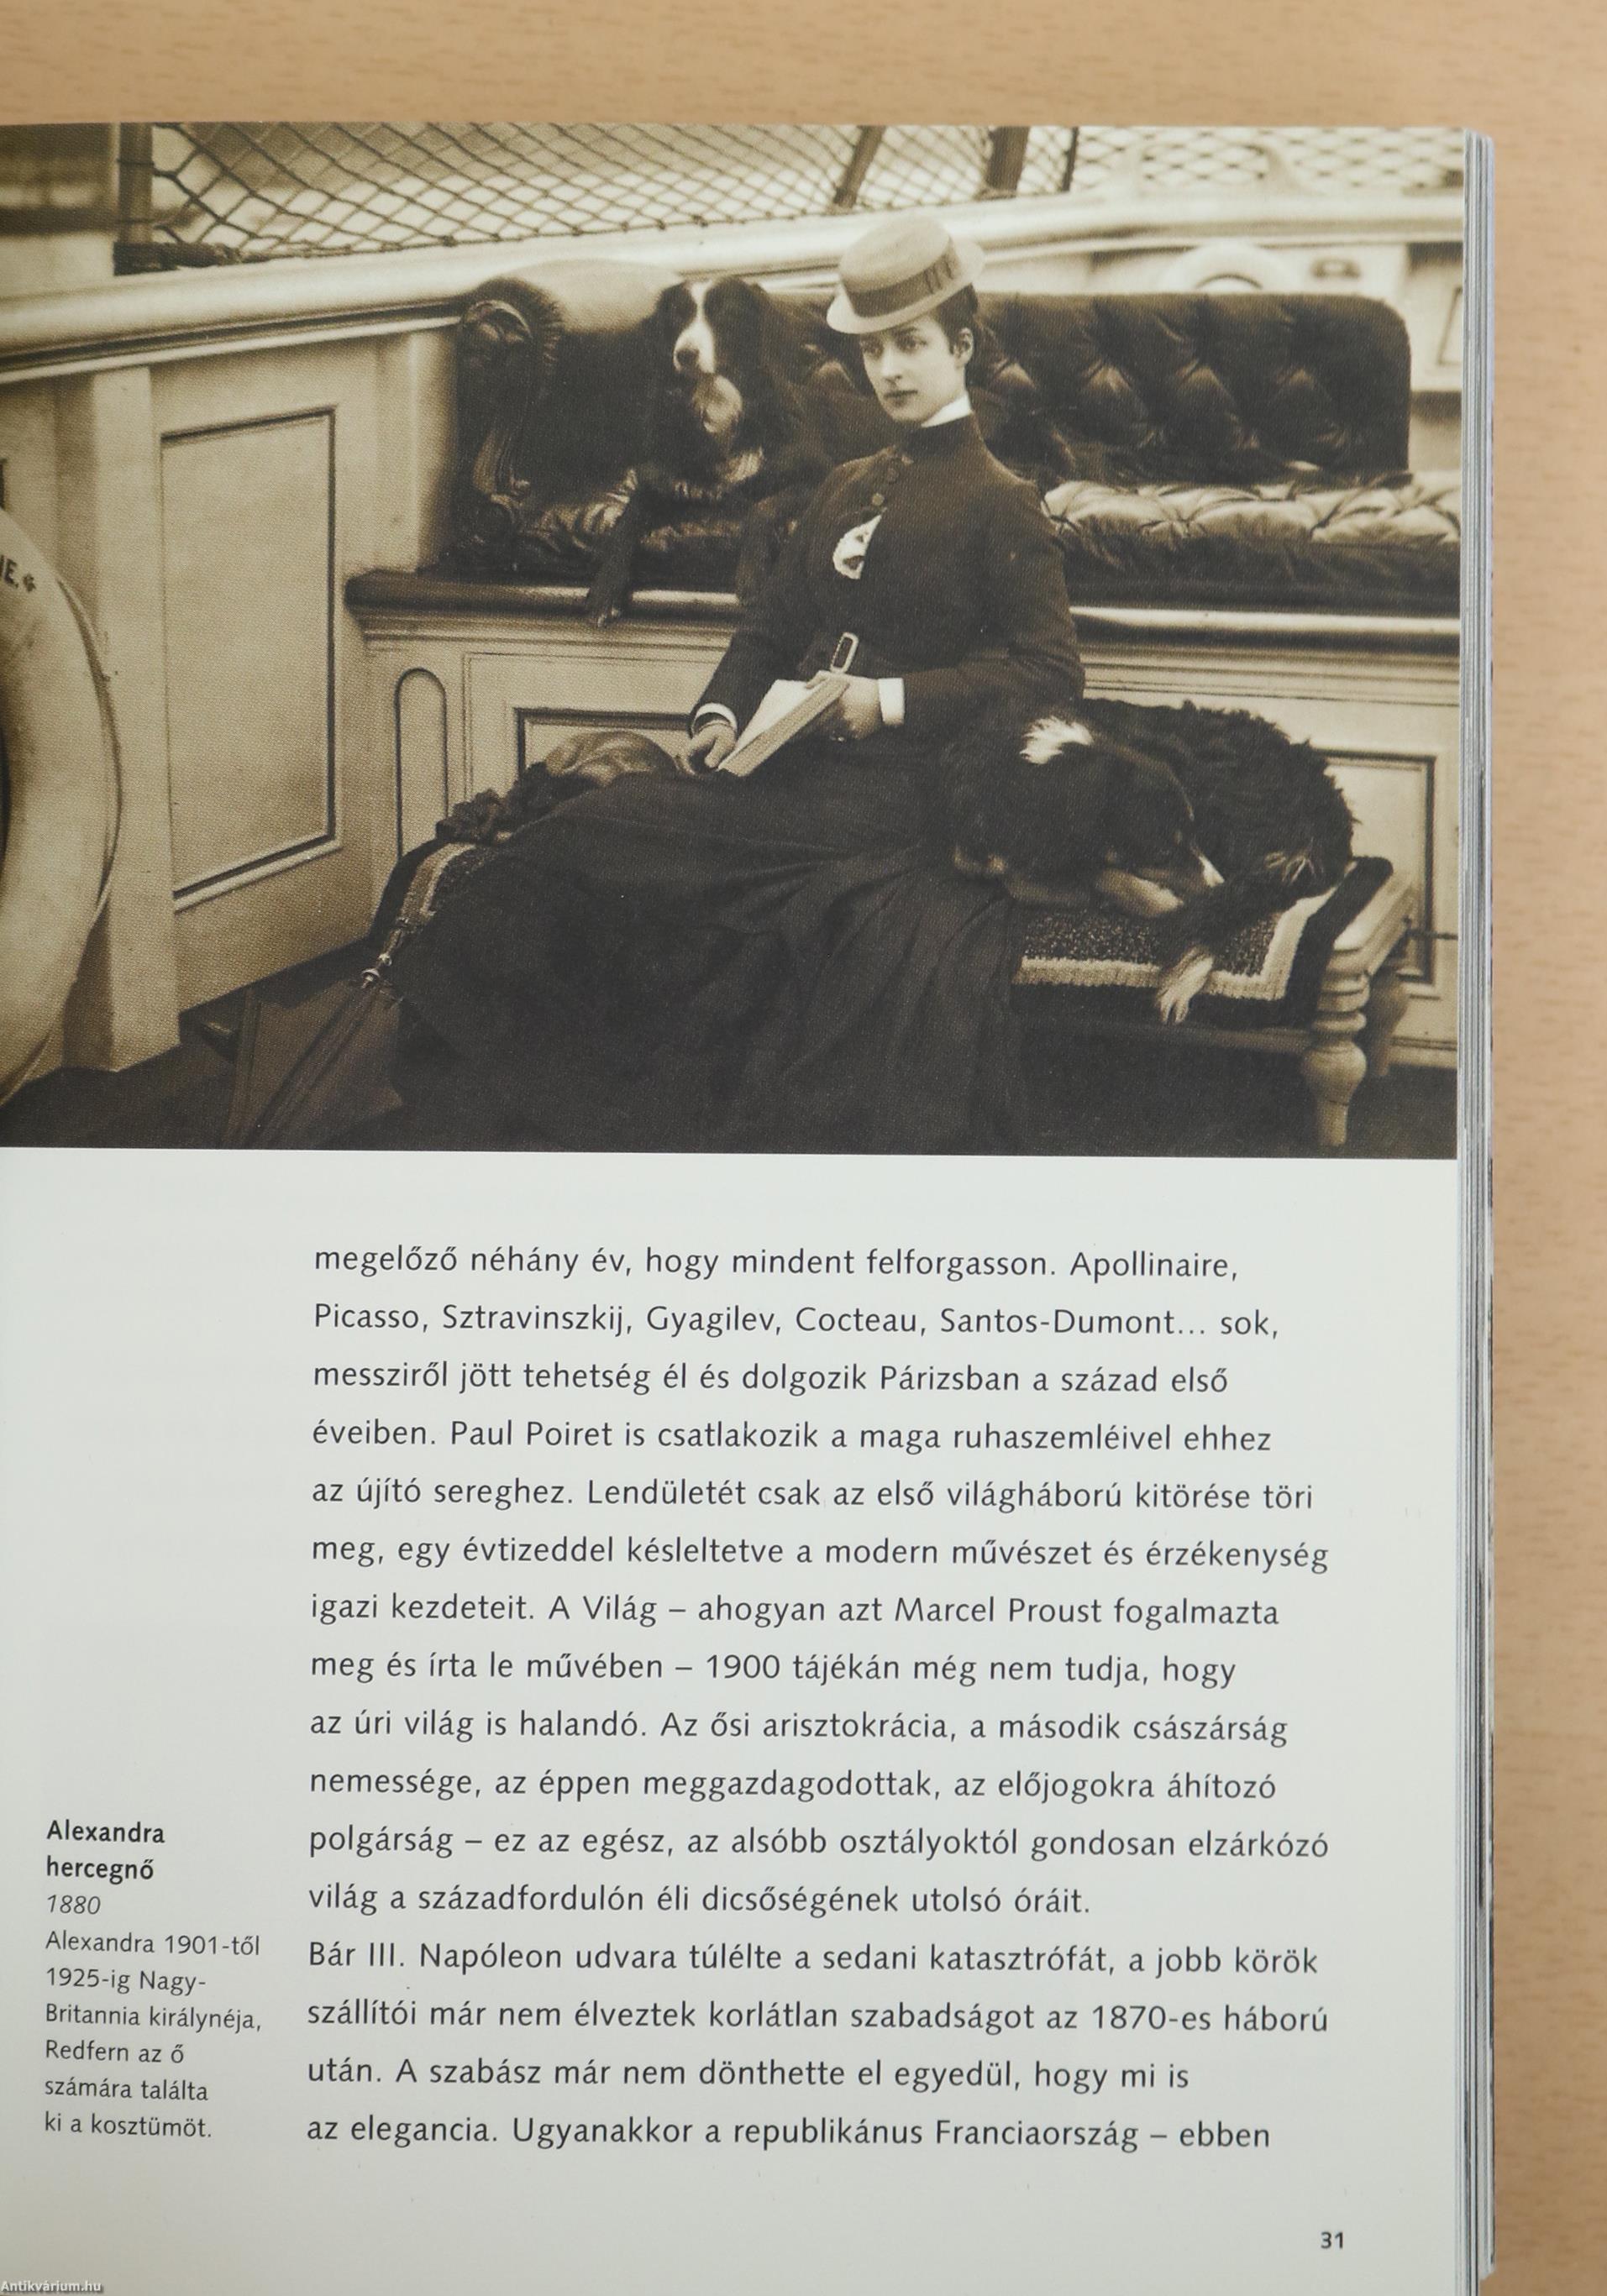 E.
megelőző néhány év, hogy mindent felforgasson. Apollinaire,
Picasso, Sztravinszkij, Gyagilev, Cocteau, Santos-Dumont... sok,
messziről jött tehetség él és dolgozik Párizsban a század első
éveiben. Paul Poiret is csatlakozik a maga ruhaszemléivel ehhez
az újító sereghez. Lendületét csak az első világháború kitörése töri
meg, egy évtizeddel késleltetve a modern művészet és érzékenység
igazi kezdeteit. A Világ – ahogyan azt Marcel Proust fogalmazta
meg és írta le művében – 1900 tájékán még nem tudja, hogy
az úri világ is halandó. Az ősi arisztokrácia, a második császárság
nemessége, az éppen meggazdagodottak, az előjogokra áhítozó
polgárság – ez az egész, az alsóbb osztályoktól gondosan elzárkózó
világ a századfordulón éli dicsőségének utolsó óráit.
Bár III. Napóleon udvara túlélte a sedani katasztrófát, a jobb körök
szállítói már nem élveztek korlátlan szabadságot az 1870-es háború
után. A szabász már nem dönthette el egyedül, hogy mi is
az elegancia. Ugyanakkor a republikánus Franciaország – ebben
Alexandra
hercegnő
1880
Alexandra 1901-től
1925-ig Nagy-
Britannia királynéja,
Redfern az ő
számára találta
ki a kosztümöt.
31
Antikvárium.hu